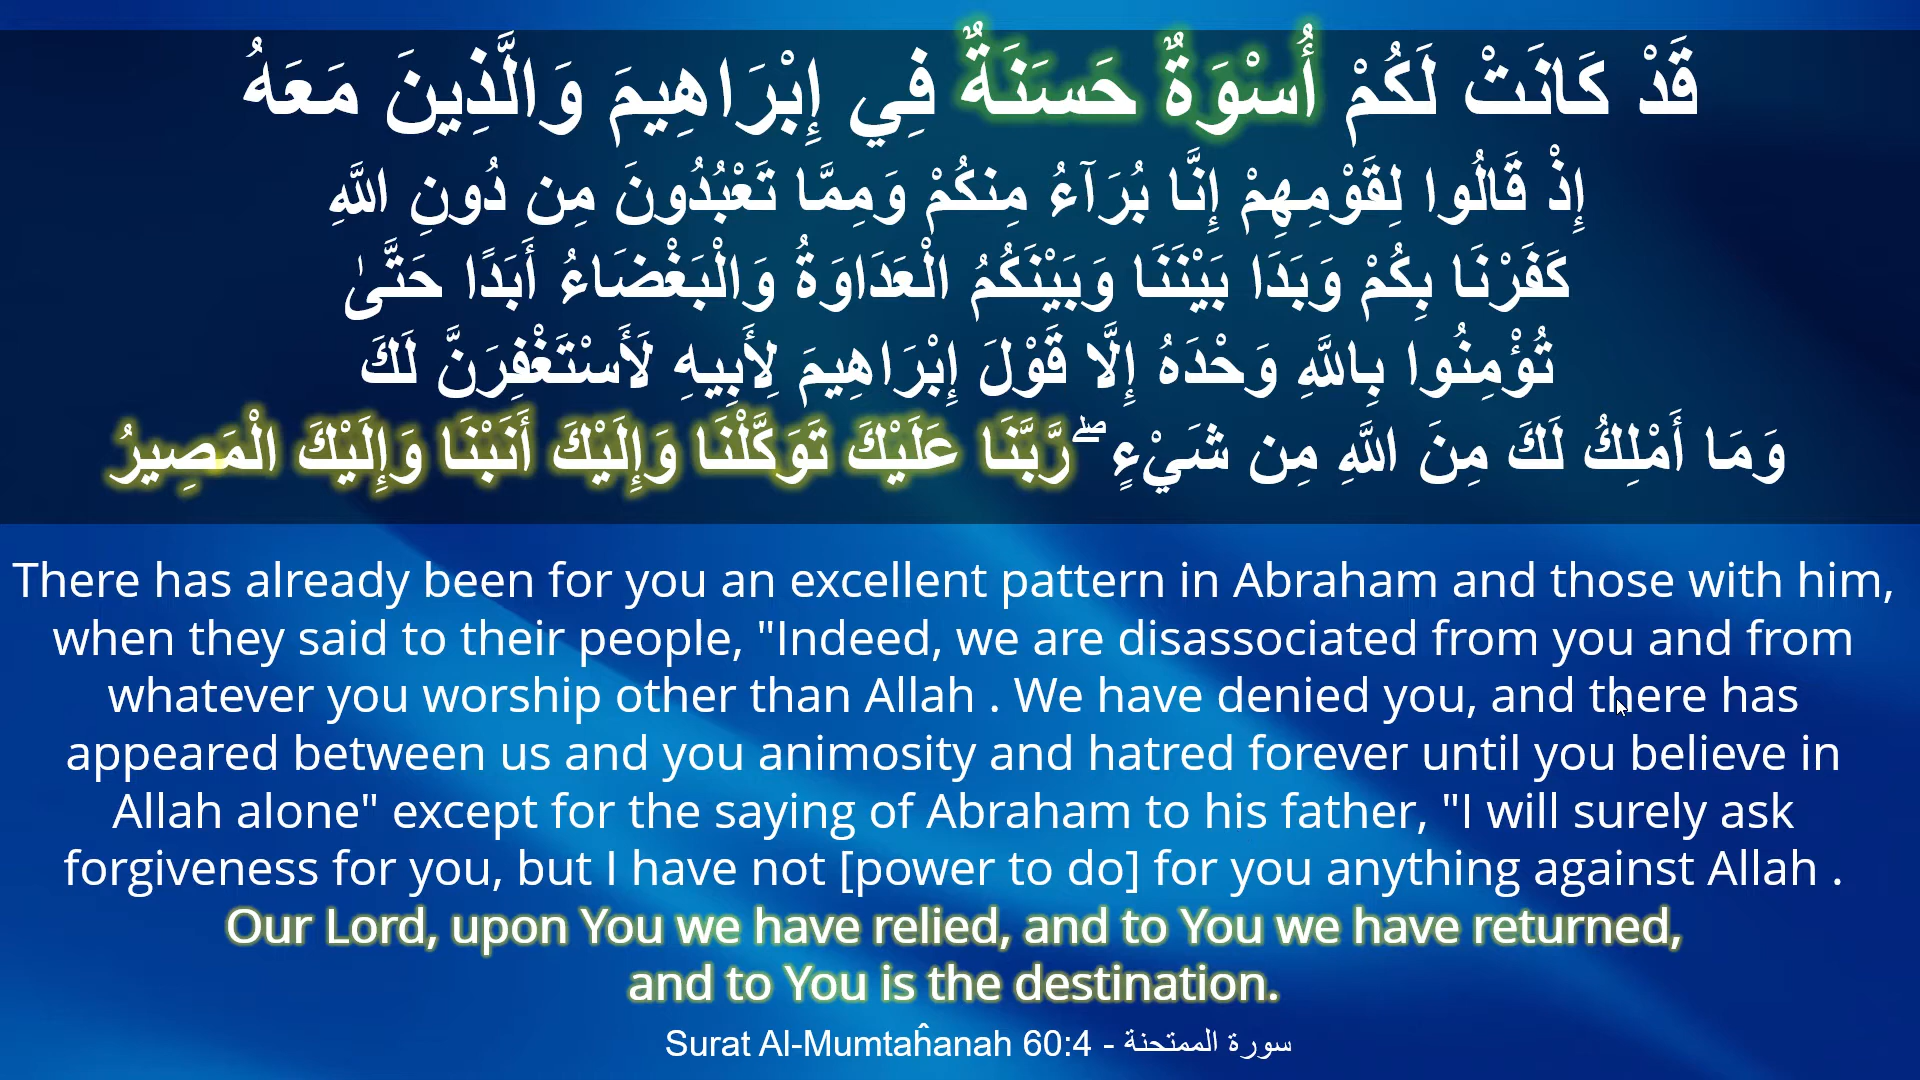 قَدْ كَانَتْ لَكُمْ أُسْوَةٌ حَسَنَةٌ فِي إِبْرَاهِيمَ وَالَّذِينَ مَعَهُ
إِذْ قَالُوا لِقَوْمِهِمْ إِنَّا بُرَآءُ مِنكُمْ وَمِمَّا تَعْبُدُونَ مِن دُونِ اللَّهِ
كَفَرْنَا بِكُمْ وَبَدَا بَيْنَنَا وَبَيْنَكُمُ الْعَدَاوَةُ وَالْبَغْضَاءُ أَبَدًا حَتَّىٰ
تُؤْمِنُوا بِاللَّهِ وَحْدَهُ إِلَّا قَوْلَ إِبْرَاهِيمَ لِأَبِيهِ لَأَسْتَغْفِرَنَّ لَكَ
وَمَا أَمْلِكُ لَكَ مِنَ اللَّهِ مِن شَيْءٍ ۖ رَّبَّنَا عَلَيْكَ تَوَكَّلْنَا وَإِلَيْكَ أَنَبْنَا وَإِلَيْكَ الْمَصِيرُ
There has already been for you an excellent pattern in Abraham and those with him,
when they said to their people, "Indeed, we are disassociated from you and from
whatever you worship other than Allah . We have denied you, and there has
appeared between us and you animosity and hatred forever until you believe in
Allah alone" except for the saying of Abraham to his father, "I will surely ask
forgiveness for you, but I have not [power to do] for you anything against Allah .
Our Lord, upon You we have relied, and to You we have returned,
and to You is the destination.
Surat Al-Mumtaĥanah 60:4 - سورة الممتحنة